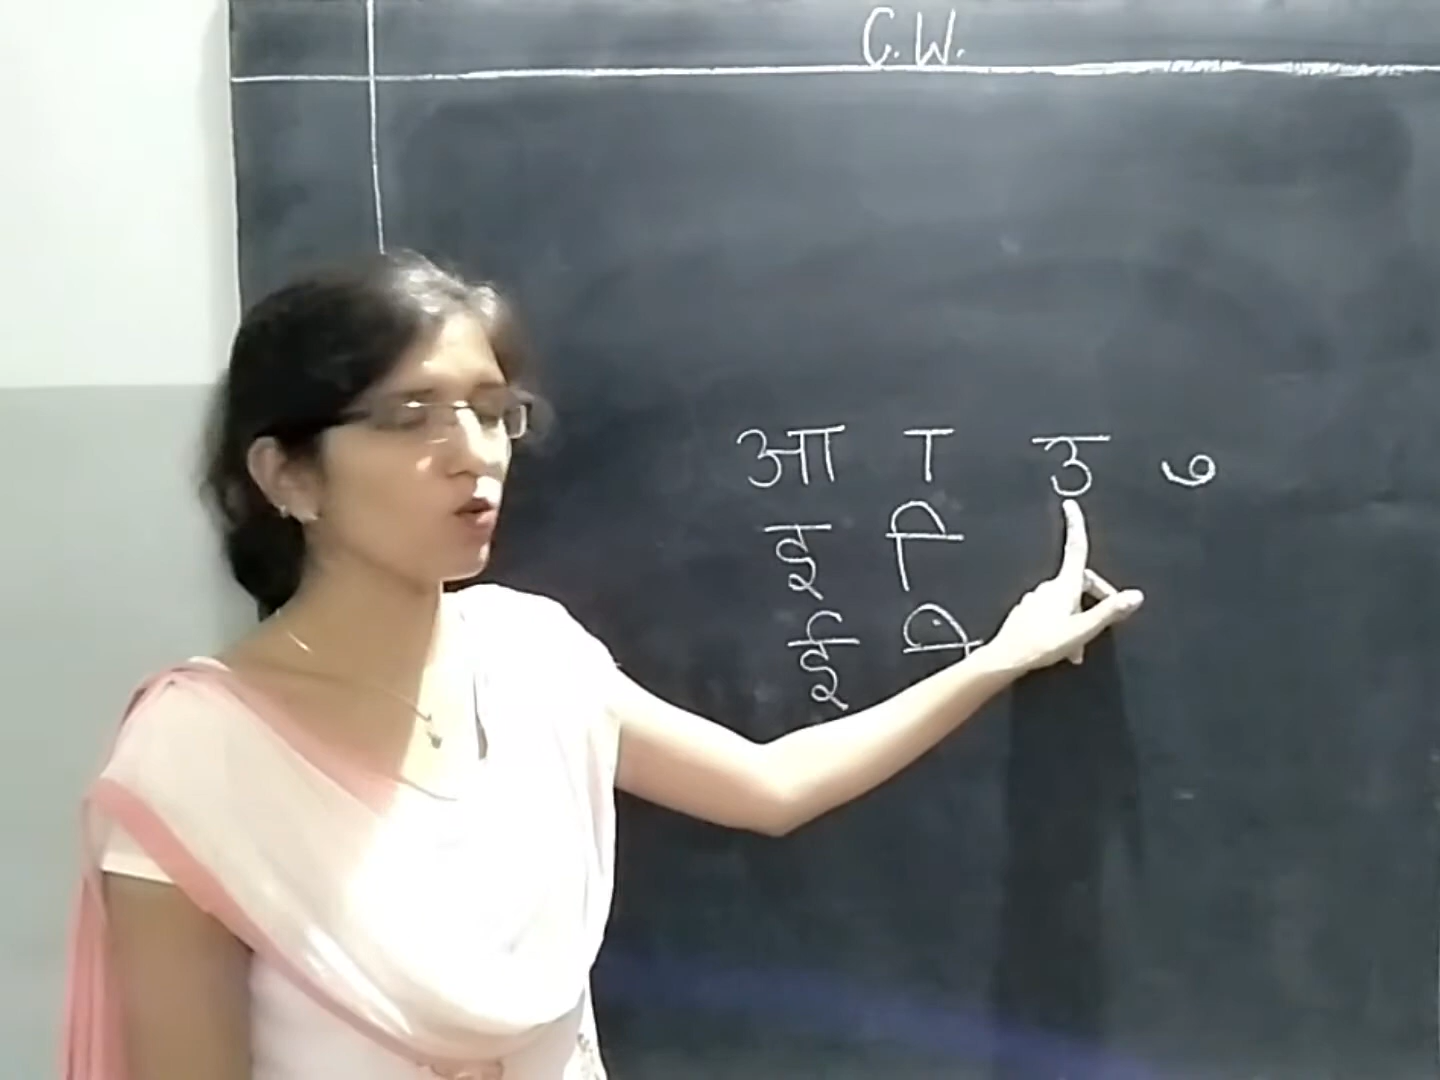 C.W.
आ ा उ ु
इ ि
ई ी